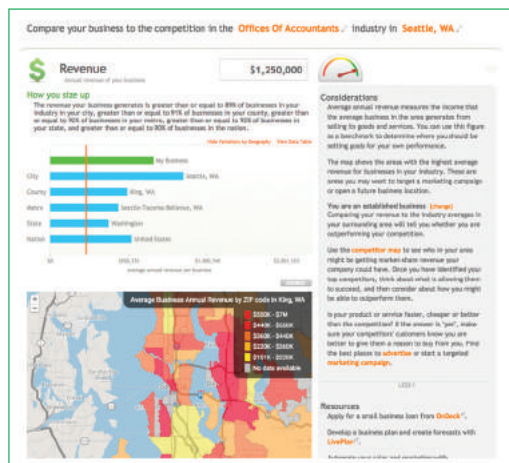 Compare your business to the competition in the Offices Of Accountants industry in Seattle, WA
Revenue
Annual revenue of your business
$1,250,000
How you size up
The revenue your business generates is greater than or equal to 89% of businesses in your
industry in your city, greater than or equal to 91% of businesses in your county, greater than
or equal to 90% of businesses in your metro, greater than or equal to 90% of businesses in
your state, and greater than or equal to 90% of businesses in the nation.
Hide Variations by Geography View Data Table
My Business
City Seattle, WA
County King, WA
Metro Seattle-Tacoma-Bellevue, WA
State Washington
Nation United States
$0
average annual revenue per business
Average Business Annual Revenue by ZIP code in King, WA
No data available
Considerations
Average annual revenue measures the income that
the average business in the area generates from
selling its goods and services. You can use this figure
as a benchmark to determine where you should be
setting goals for your own performance.
The map shows the areas with the highest average
revenue for businesses in your industry. These are
areas you may want to target a marketing campaign
or open a future business location.
You are an established business (change)
Comparing your revenue to the industry averages in
your surrounding area will tell you whether you are
outperforming your competition.
Use the competitor map to see who in your area
might be getting market-share revenue your
company could have. Once you have identified your
top competitors, think about what is allowing them
to succeed, and then consider about how you might
be able to outperform them.
Is your product or service faster, cheaper or better
than the competition? If the answer is "yes", make
sure your competition' customers know you are
better to give them a reason to buy from you. Find
the best places to advertise or start a targeted
marketing campaign.
LESS
Resources
Apply for a small business loan from OnDeck
Develop a business plan and create forecasts with
LivePlan